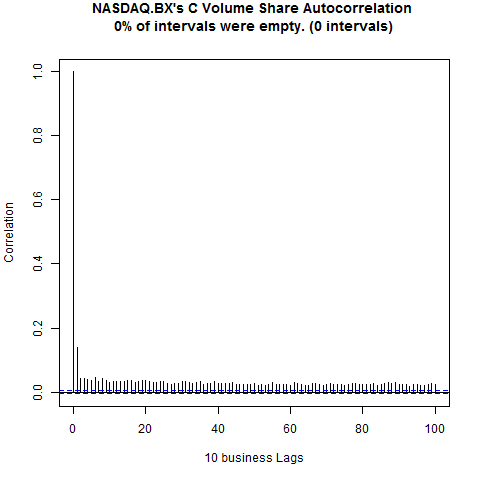 NASDAQ.BX's C Volume Share Autocorrelation
0% of intervals were empty. (0 intervals)
1.0
0.8
0.6
0.4
0.2
0.0
Correlation
0 20 40 60 80 100
10 business Lags